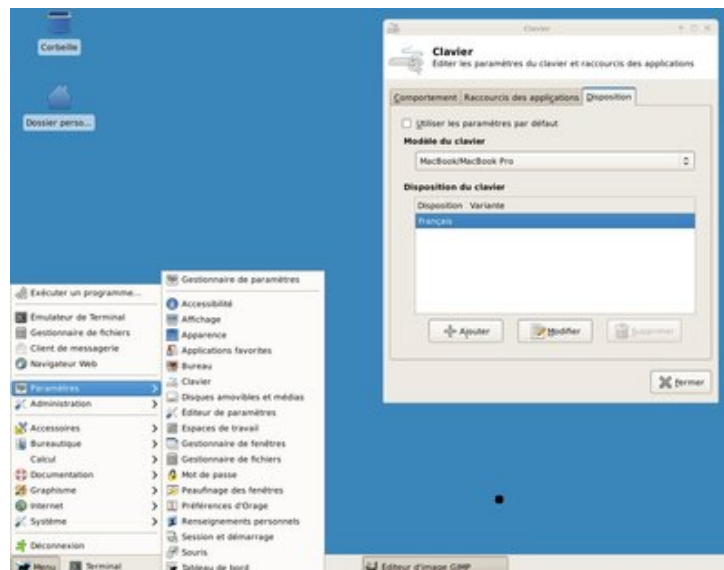 Corbeille
Dossier perso...
Clavier
Clavier
Éditer les paramètres du clavier et raccourcis des applications
Comportement Raccourcis des applications Disposition
Utiliser les paramètres par défaut
Modèle du clavier
MacBook/MacBook Pro
Disposition du clavier
Disposition Variante
Français
Ajouter Modifier Supprimer
Fermer
Exécuter un programme...
Émulateur de Terminal
Gestionnaire de fichiers
Client de messagerie
Navigateur Web
Paramètres
Administration
Accessoires
Bureautique
Calcul
Documentation
Graphisme
Internet
Système
Déconnexion
Gestionnaire de paramètres
Accessibilité
Affichage
Apparence
Applications favorites
Bureau
Clavier
Disques amovibles et médias
Éditeur de paramètres
Espaces de travail
Gestionnaire de fenêtres
Gestionnaire de fichiers
Mot de passe
Peaufinage des fenêtres
Préférences d'Orage
Renseignements personnels
Session et démarrage
Souris
Tableau de bord
Menu Terminal Éditeur d'image GIMP